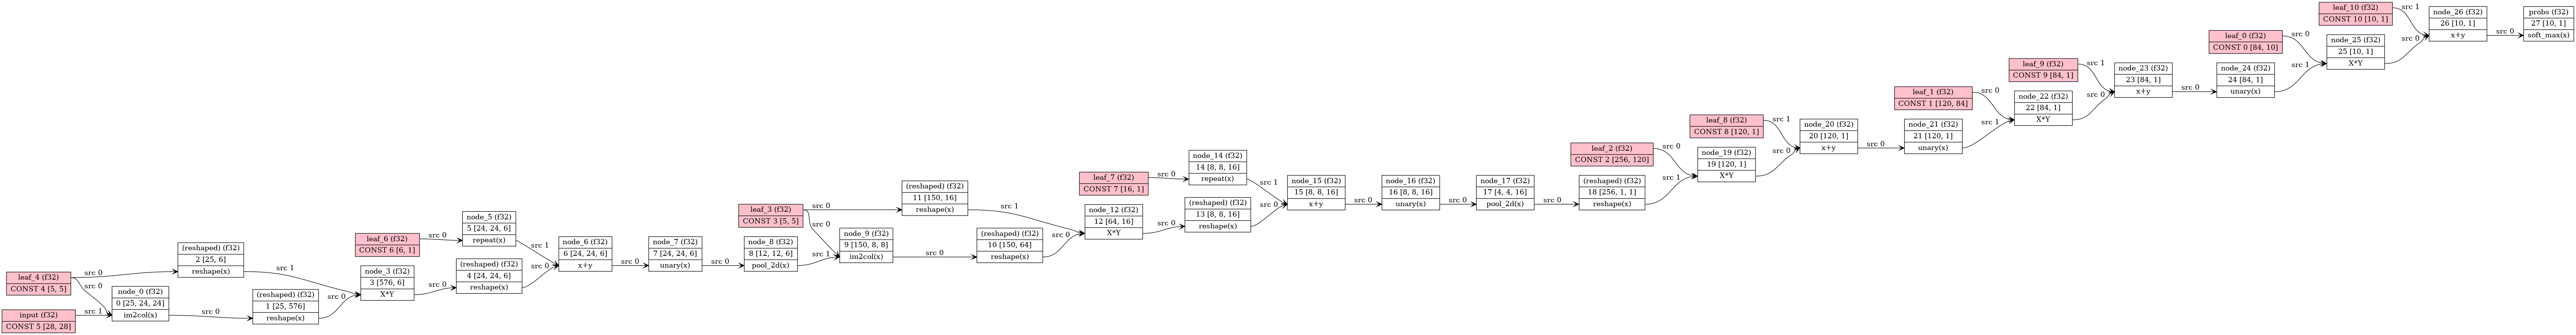 leaf_10 (f32)
CONST 10 [10, 1]
src 1
node_26 (f32)
26 [10, 1]
x+y
src 0
probs (f32)
27 [10, 1]
soft_max(x)
leaf_0 (f32)
CONST 0 [84, 10]
src 0
node_25 (f32)
25 [10, 1]
X*Y
src 0
leaf_9 (f32)
CONST 9 [84, 1]
src 1
node_23 (f32)
23 [84, 1]
x+y
src 0
node_24 (f32)
24 [84, 1]
unary(x)
src 1
leaf_1 (f32)
CONST 1 [120, 84]
src 0
node_22 (f32)
22 [84, 1]
X*Y
src 0
leaf_8 (f32)
CONST 8 [120, 1]
src 1
node_20 (f32)
20 [120, 1]
x+y
src 0
node_21 (f32)
21 [120, 1]
unary(x)
src 1
leaf_2 (f32)
CONST 2 [256, 120]
src 0
node_19 (f32)
19 [120, 1]
X*Y
src 0
node_14 (f32)
14 [8, 8, 16]
repeat(x)
src 1
leaf_7 (f32)
CONST 7 [16, 1]
src 0
node_15 (f32)
15 [8, 8, 16]
x+y
src 0
node_16 (f32)
16 [8, 8, 16]
unary(x)
src 0
node_17 (f32)
17 [4, 4, 16]
pool_2d(x)
src 0
(reshaped) (f32)
18 [256, 1, 1]
reshape(x)
src 1
(reshaped) (f32)
11 [150, 16]
reshape(x)
src 1
leaf_3 (f32)
CONST 3 [5, 5]
src 0
src 0
node_12 (f32)
12 [64, 16]
X*Y
src 0
(reshaped) (f32)
13 [8, 8, 16]
reshape(x)
src 0
node_9 (f32)
9 [150, 8, 8]
im2col(x)
src 0
(reshaped) (f32)
10 [150, 64]
reshape(x)
src 0
node_5 (f32)
5 [24, 24, 6]
repeat(x)
src 1
leaf_6 (f32)
CONST 6 [6, 1]
src 0
node_6 (f32)
6 [24, 24, 6]
x+y
src 0
node_7 (f32)
7 [24, 24, 6]
unary(x)
src 0
node_8 (f32)
8 [12, 12, 6]
pool_2d(x)
src 1
(reshaped) (f32)
2 [25, 6]
reshape(x)
src 1
node_3 (f32)
3 [576, 6]
X*Y
src 0
(reshaped) (f32)
4 [24, 24, 6]
reshape(x)
src 0
leaf_4 (f32)
CONST 4 [5, 5]
src 0
src 0
node_0 (f32)
0 [25, 24, 24]
im2col(x)
src 0
(reshaped) (f32)
1 [25, 576]
reshape(x)
src 0
input (f32)
CONST 5 [28, 28]
src 1